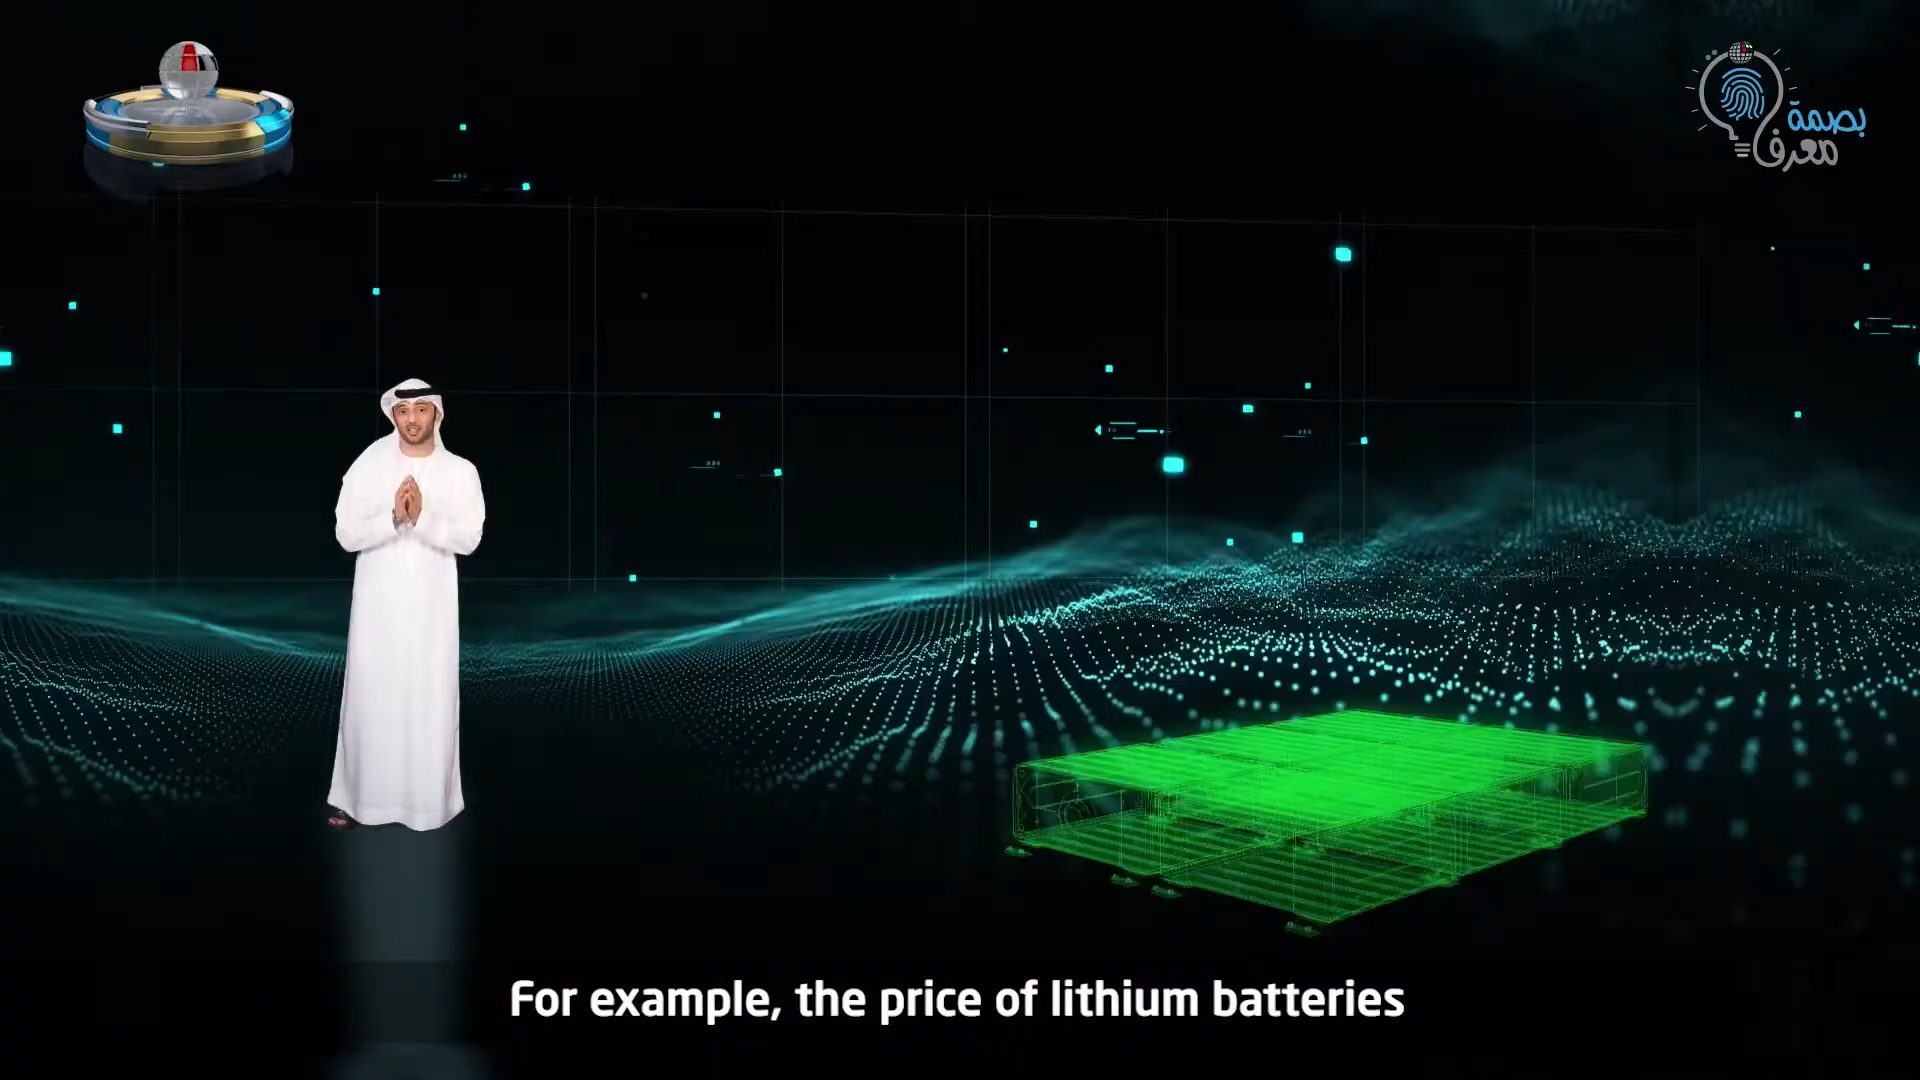 بصمة
معرفة
For example, the price of lithium batteries